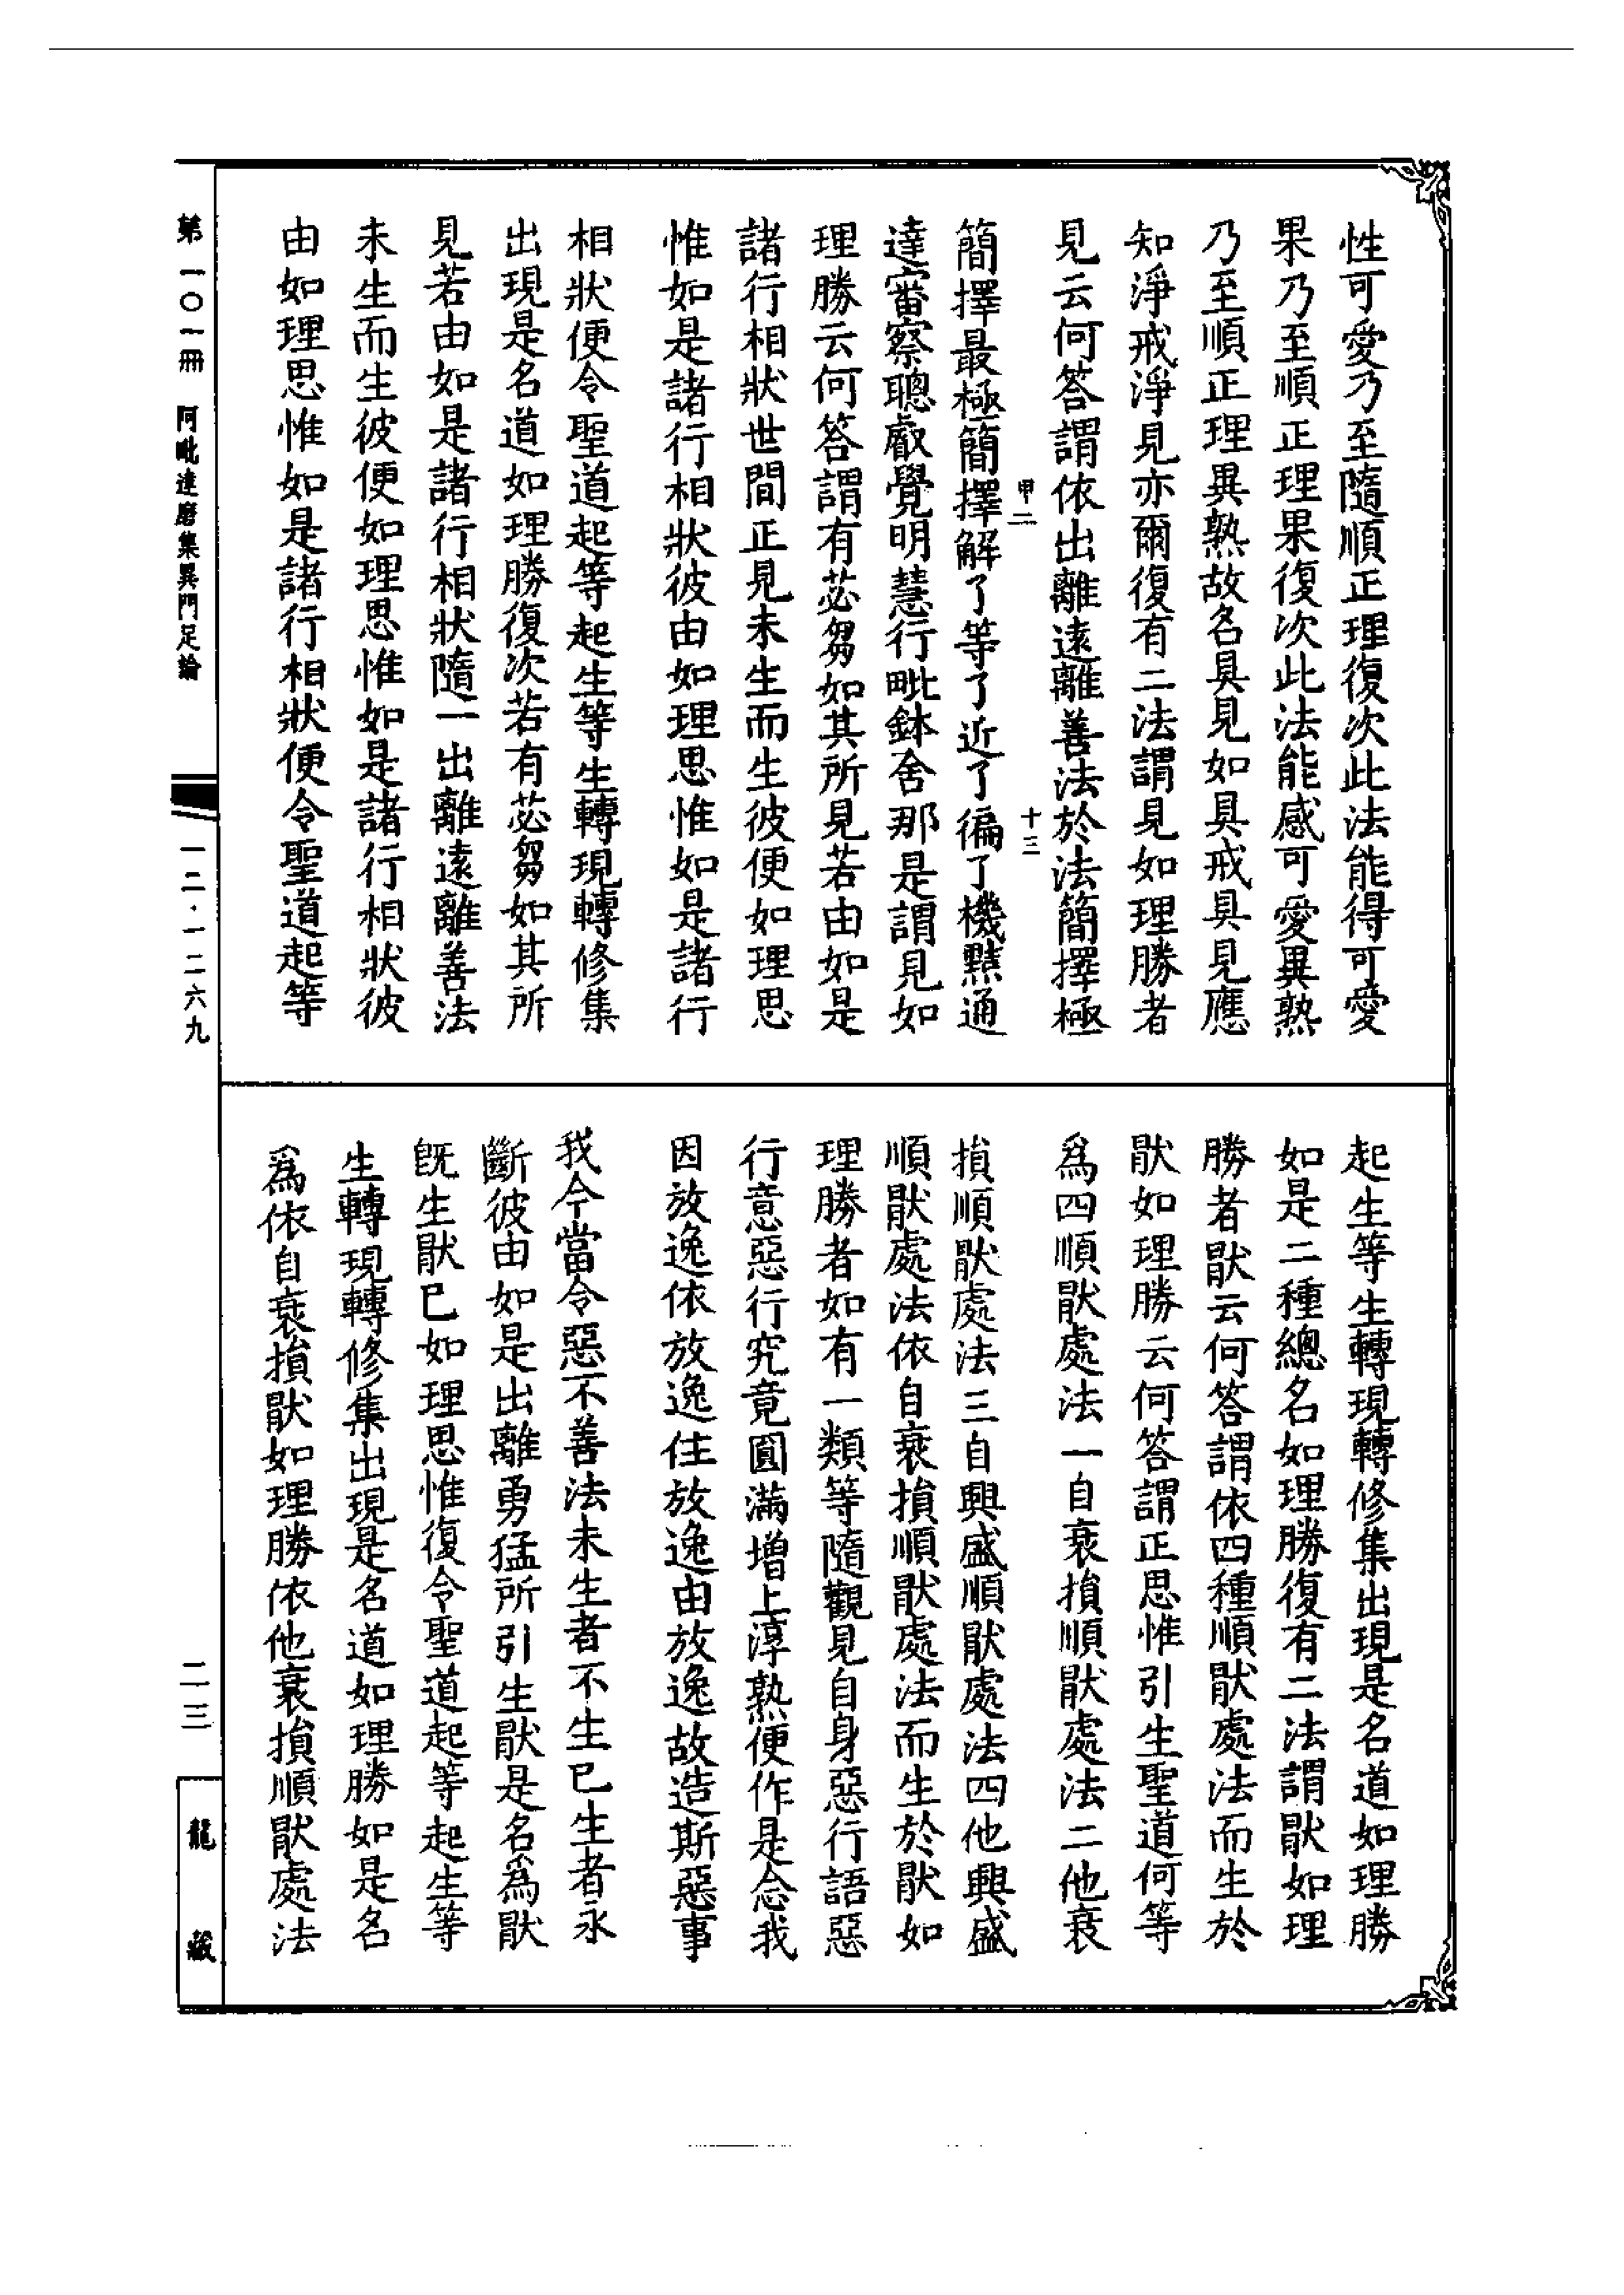 性可愛乃至隨順正理復次此法能得可愛
果乃至順正理果復次此法能感可愛異熟
乃至順正理異熟故名具見如具戒具見應
知淨戒淨見亦爾復有二法謂見如理勝者
見云何答謂依出離遠離善法於法簡擇極
甲二
十三
簡擇最極簡擇解了等了近了徧了機黠通
達審察聰叡覺明慧行毗鉢舍那是謂見如
理勝云何答謂有苾芻如其所見若由如是
諸行相狀世間正見未生而生彼便如理思
惟如是諸行相狀彼由如理思惟如是諸行
相狀便令聖道起等起生等生轉現轉修集
出現是名道如理勝復次若有苾芻如其所
見若由如是諸行相狀隨一出離遠離善法
未生而生彼便如理思惟如是諸行相狀彼
由如理思惟如是諸行相狀便令聖道起等
起生等生轉現轉修集出現是名道如理勝
如是二種總名如理勝復有二法謂猒如理
勝者猒云何答謂依四種順猒處法而生於
猒如理勝云何答謂正思惟引生聖道何等
爲四順猒處法一自衰損順猒處法二他衰
損順猒處法三自興盛順猒處法四他興盛
順猒處法依自衰損順猒處法而生於猒如
理勝者如有一類等隨觀見自身惡行語惡
行意惡行究竟圓滿增上淳熟便作是念我
因放逸依放逸住放逸由放逸故造斯惡事
我今當令惡不善法未生者不生已生者永
斷彼由如是出離勇猛所引生猒是名爲猒
既生猒已如理思惟復令聖道起等起生等
生轉現轉修集出現是名道如理勝如是名
爲依自衰損猒如理勝依他衰損順猒處法
第一〇一冊　阿毗達磨集異門足論
一二·一二六九
二三
龍藏